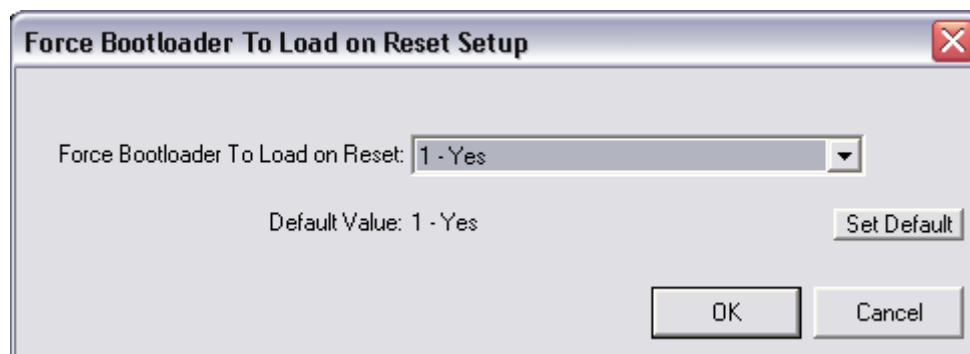 Force Bootloader To Load on Reset Setup
Force Bootloader To Load on Reset: 1 - Yes
Default Value: 1 - Yes Set Default
OK Cancel